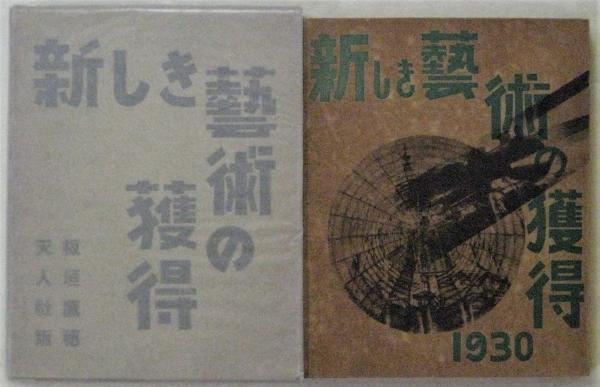 新しき
藝術の
獲得
板垣鷹穂
天人社版
新しき藝
術の獲得
1930